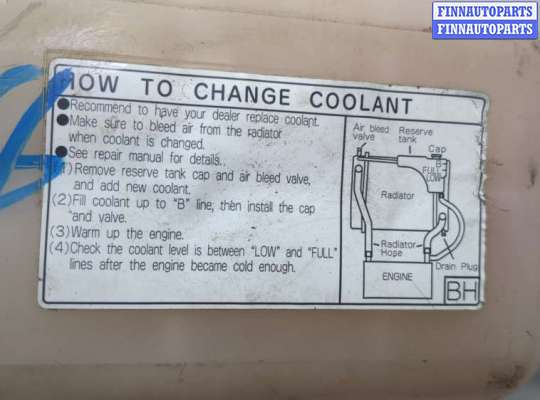 FINNAUTOPARTS
FINNAUTOPARTS
HOW TO CHANGE COOLANT
●Recommend to have your dealer replace coolant.
●Make sure to bleed air from the radiator
when coolant is changed.
●See repair manual for details.
(1)Remove reserve tank cap and air bleed valve,
and add new coolant.
(2)Fill coolant up to "B" line, then install the cap
and valve.
(3)Warm up the engine.
(4)Check the coolant level is between "LOW" and "FULL"
lines after the engine became cold enough.
Air bleed
valve
Reserve
tank
Cap
B
FULL
LOW
Radiator
Radiator
Hope
Drain Plug
ENGINE
BH